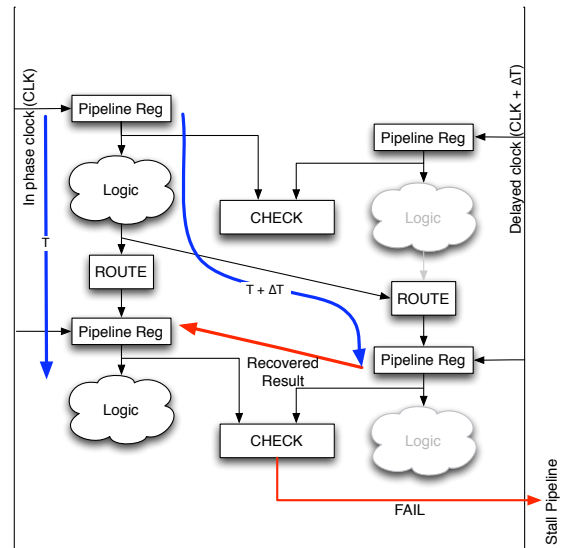 In phase clock (CLK)
Delayed clock (CLK + ΔT)
Pipeline Reg
Pipeline Reg
Logic
CHECK
Logic
T
ROUTE
T + ΔT
ROUTE
Pipeline Reg
Recovered
Result
Pipeline Reg
Logic
CHECK
Logic
FAIL
Stall Pipeline